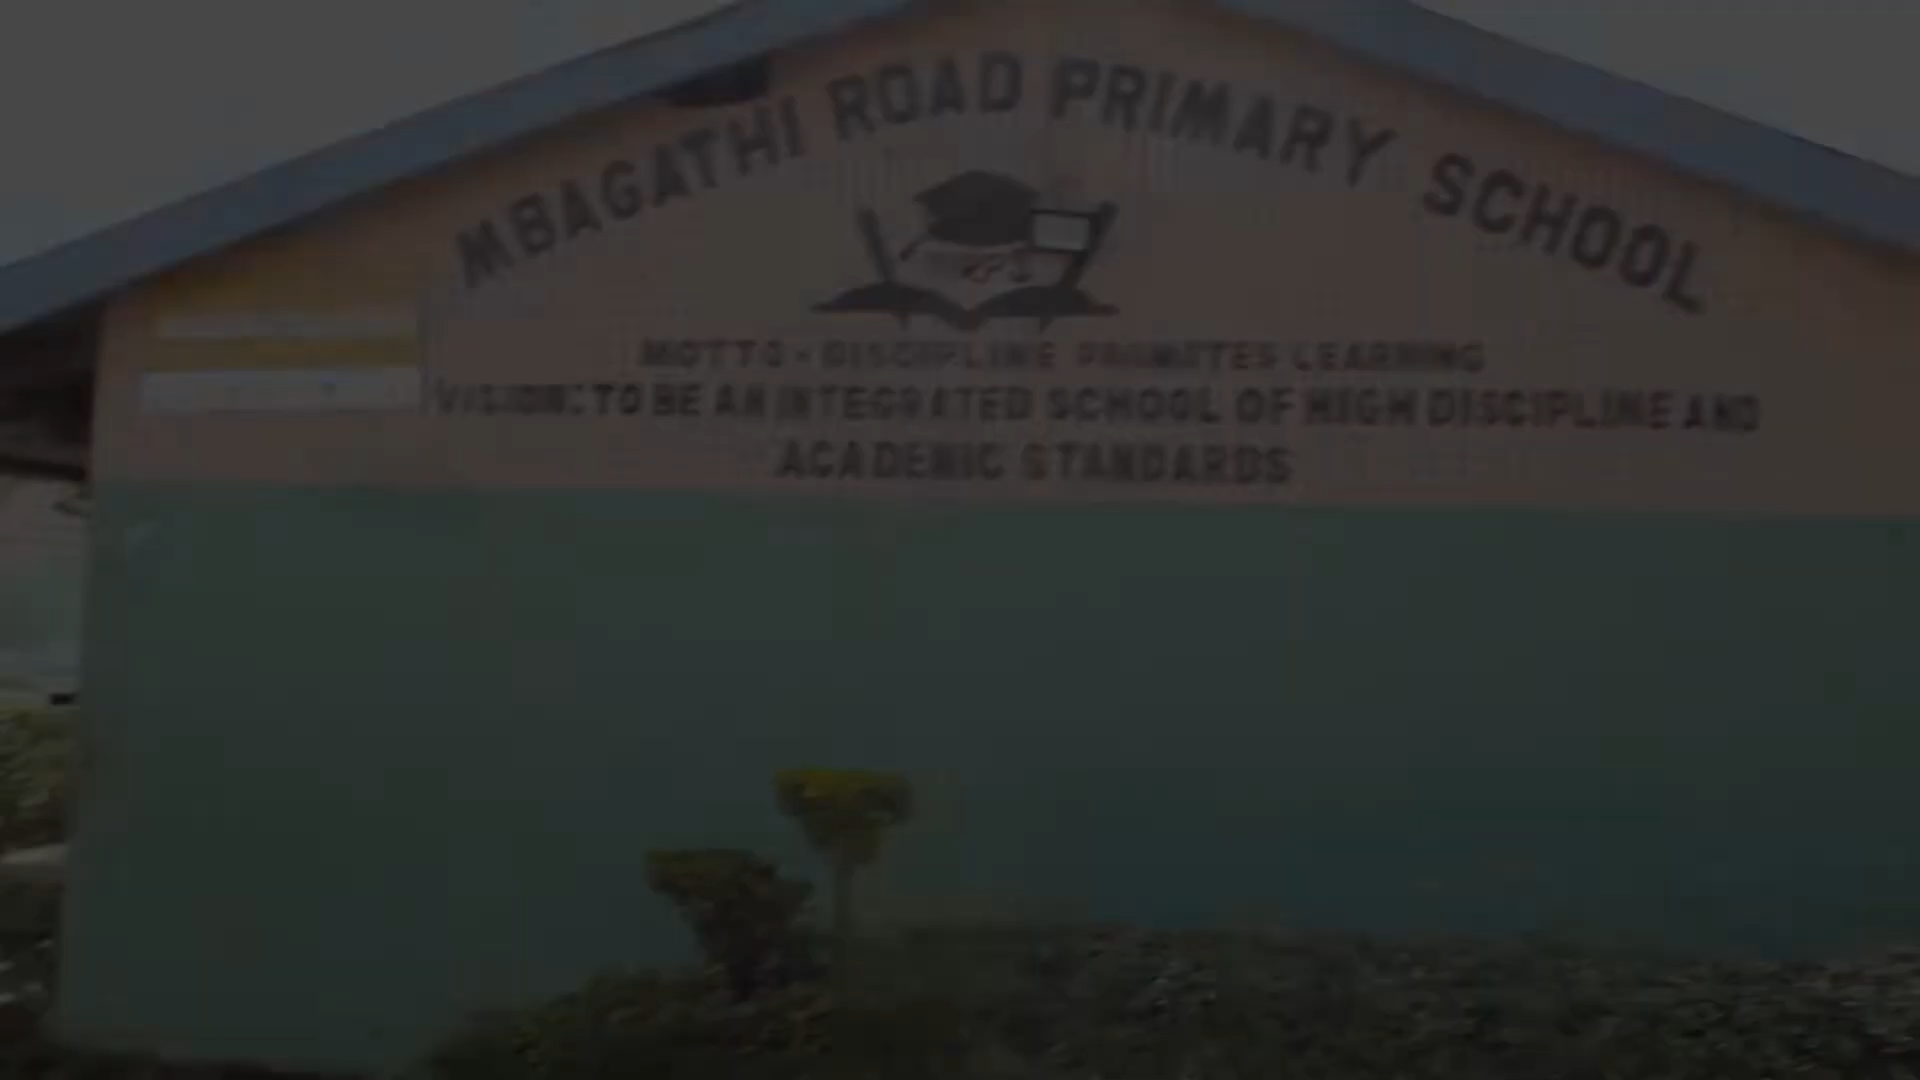 MBAGATHI ROAD PRIMARY SCHOOL
MOTTO - DISCIPLINE PROMOTES LEARNING
VISION: TO BE AN INTEGRATED SCHOOL OF HIGH DISCIPLINE AND
ACADEMIC STANDARDS